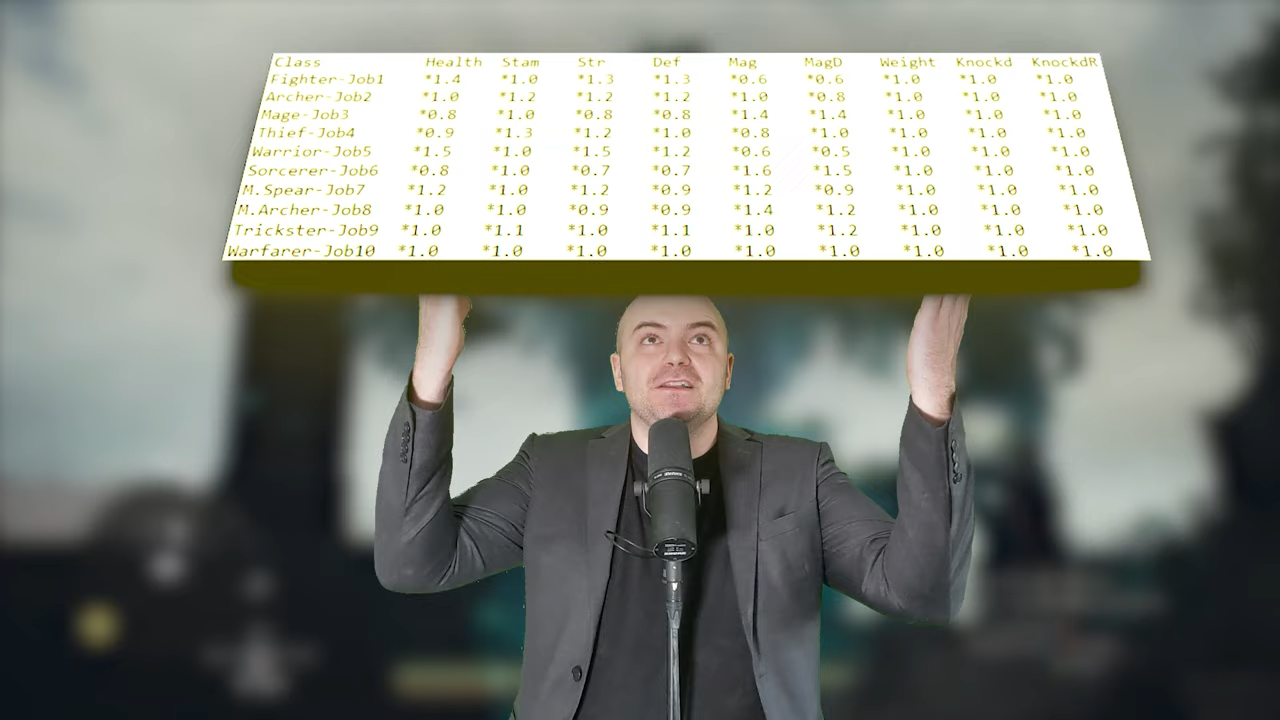 Class Health Stam Str Def Mag MagD Weight Knockd KnockdR
Fighter-Job1 *1.4 *1.0 *1.3 *1.3 *0.6 *0.6 *1.0 *1.0 *1.0
Archer-Job2 *1.0 *1.2 *1.2 *1.2 *1.0 *0.8 *1.0 *1.0 *1.0
Mage-Job3 *0.8 *1.0 *0.8 *0.8 *1.4 *1.4 *1.0 *1.0 *1.0
Thief-Job4 *0.9 *1.3 *1.2 *1.0 *0.8 *1.0 *1.0 *1.0 *1.0
Warrior-Job5 *1.5 *1.0 *1.5 *1.2 *0.6 *0.5 *1.0 *1.0 *1.0
Sorcerer-Job6 *0.8 *1.0 *0.7 *0.7 *1.6 *1.5 *1.0 *1.0 *1.0
M.Spear-Job7 *1.2 *1.0 *1.2 *0.9 *1.2 *0.9 *1.0 *1.0 *1.0
M.Archer-Job8 *1.0 *1.0 *0.9 *0.9 *1.4 *1.2 *1.0 *1.0 *1.0
Trickster-Job9 *1.0 *1.1 *1.0 *1.1 *1.0 *1.2 *1.0 *1.0 *1.0
Warfarer-Job10 *1.0 *1.0 *1.0 *1.0 *1.0 *1.0 *1.0 *1.0 *1.0